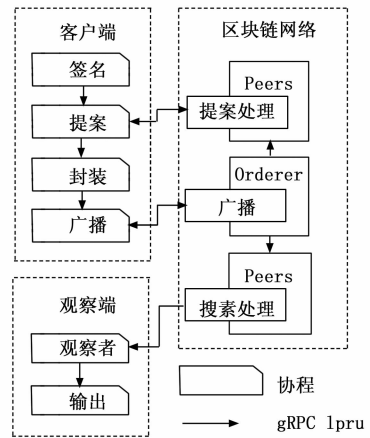 客户端
签名
提案
封装
广播
区块链网络
Peers
提案处理
Orderer
广播
Peers
搜素处理
观察端
观察者
输出
协程
gRPC lpru